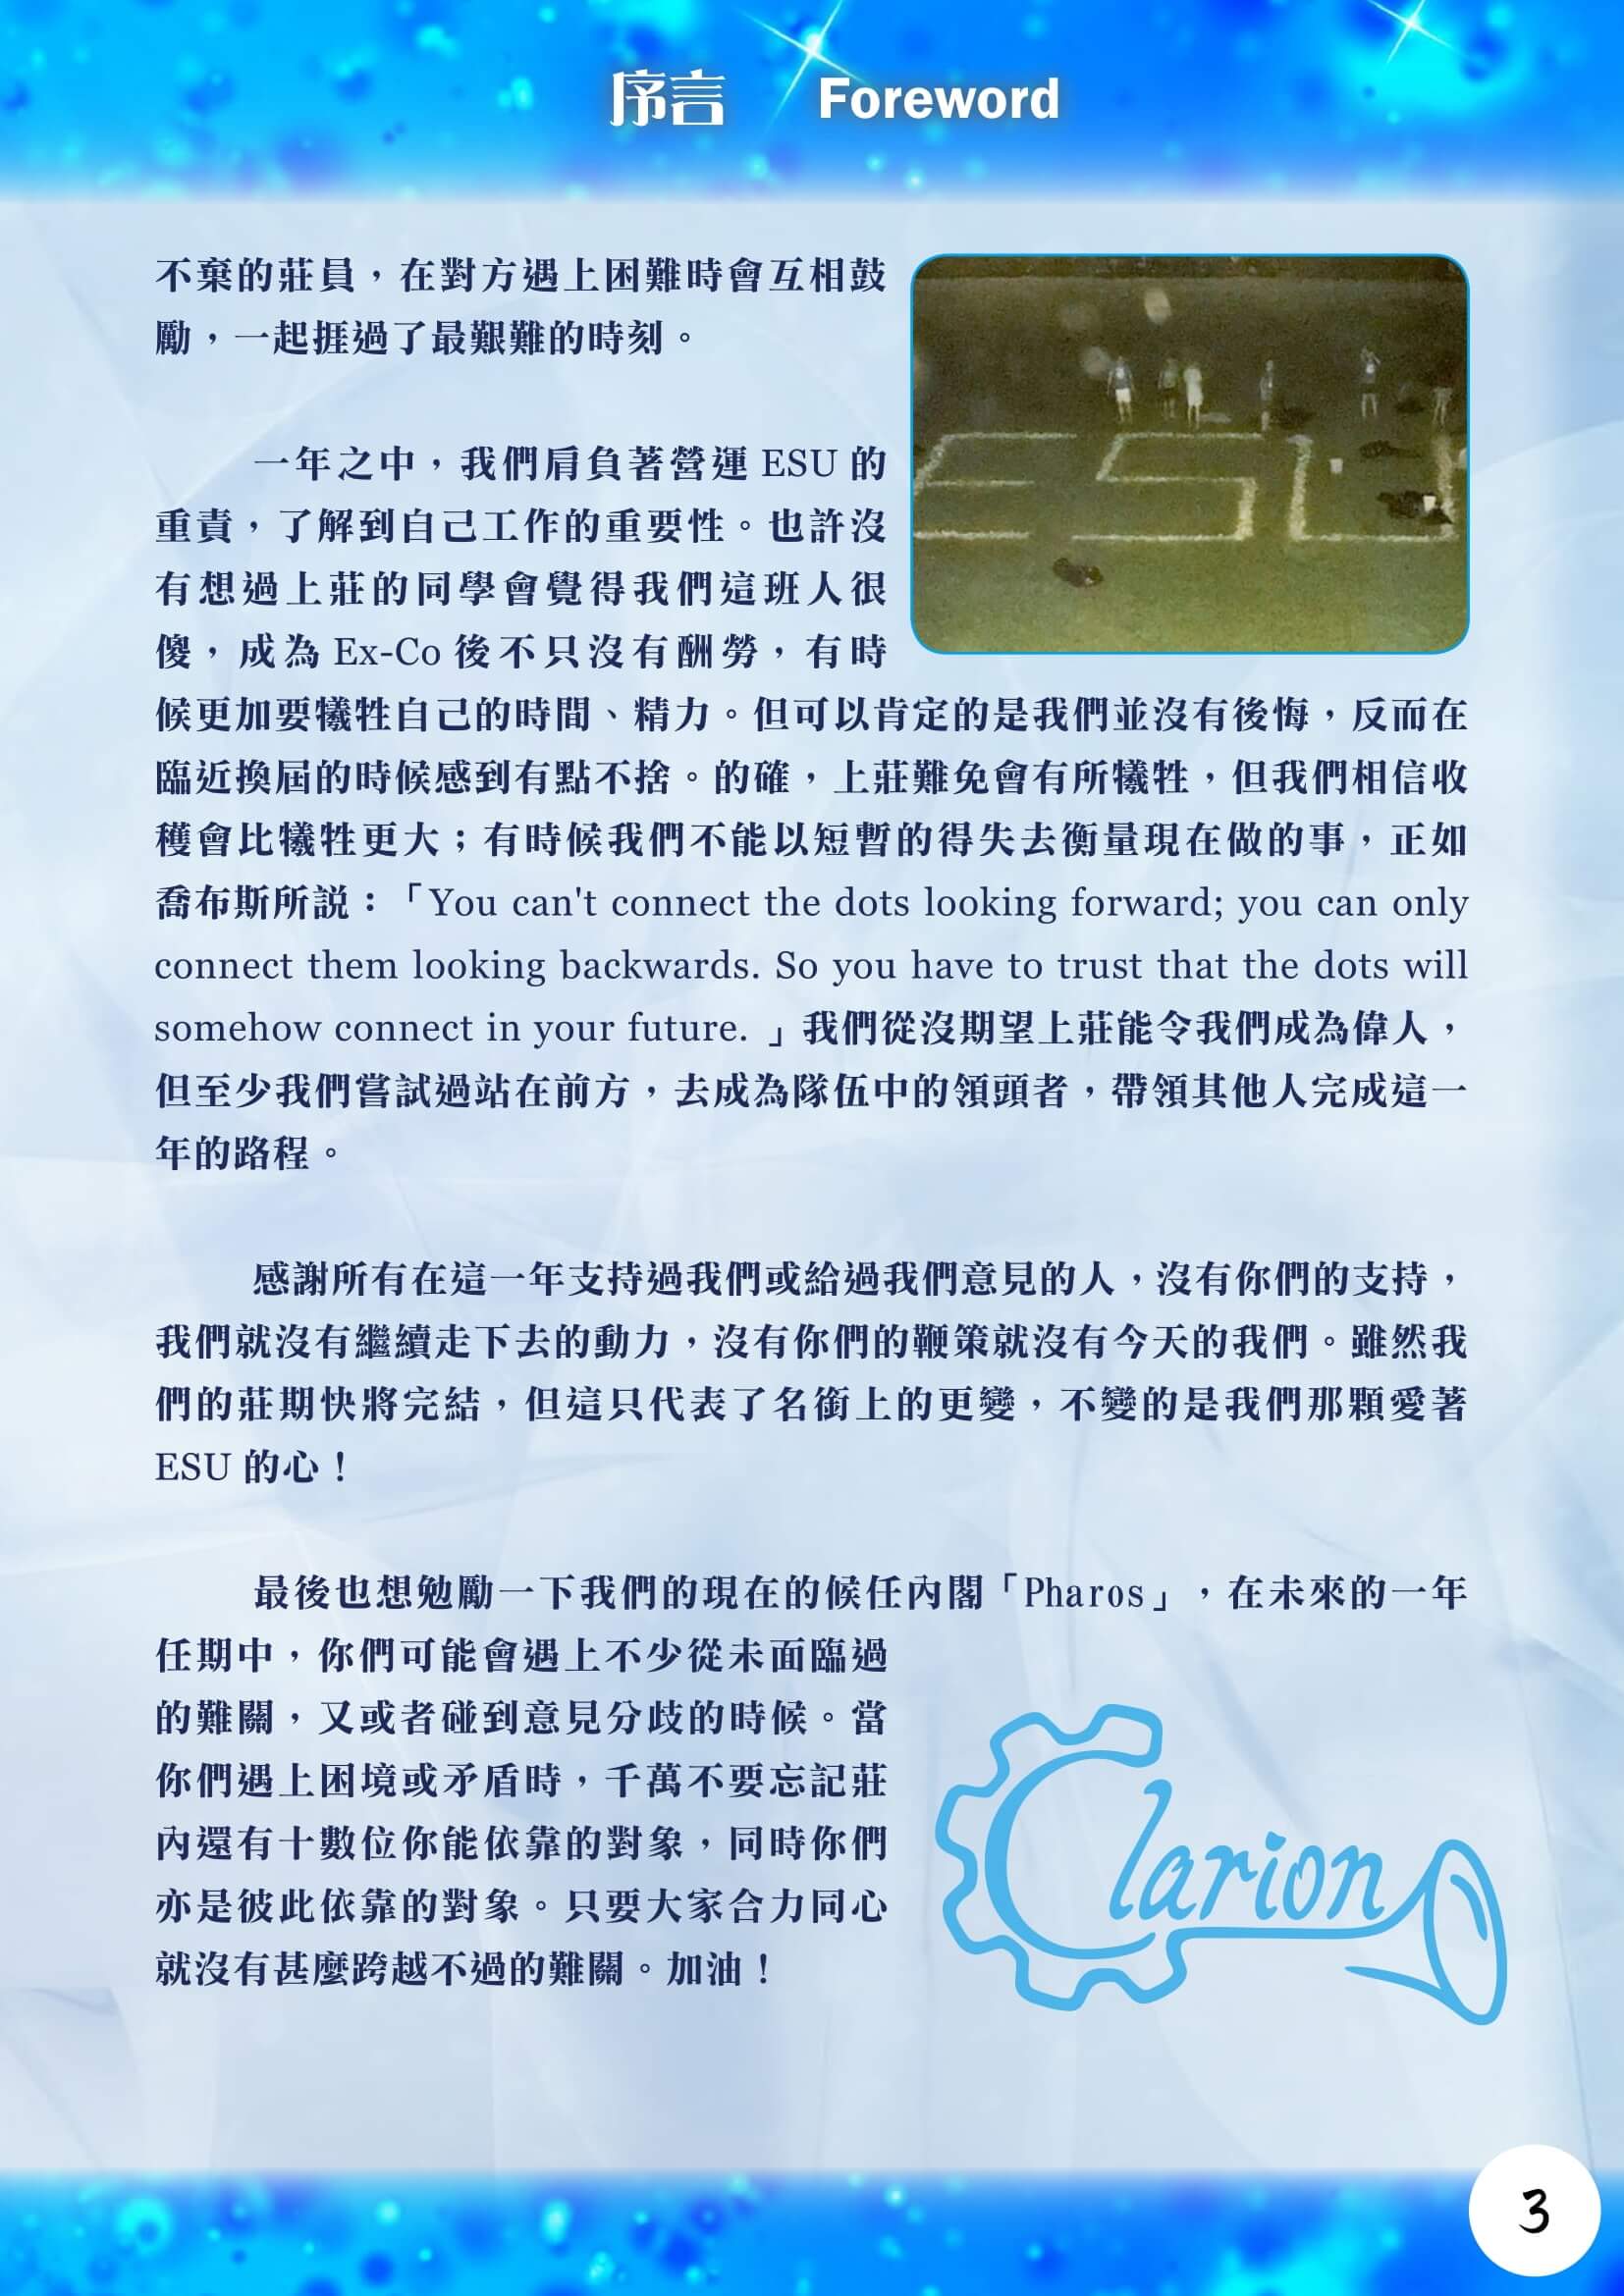 序言 Foreword
不棄的莊員，在對方遇上困難時會互相鼓
勵，一起捱過了最艱難的時刻。
一年之中，我們肩負著營運 ESU 的
重責，了解到自己工作的重要性。也許沒
有想過上莊的同學會覺得我們這班人很
傻，成為 Ex-Co 後不只沒有酬勞，有時
候更加要犧牲自己的時間、精力。但可以肯定的是我們並沒有後悔，反而在
臨近換屆的時候感到有點不捨。的確，上莊難免會有所犧牲，但我們相信收
穫會比犧牲更大；有時候我們不能以短暫的得失去衡量現在做的事，正如
喬布斯所説：「You can't connect the dots looking forward; you can only
connect them looking backwards. So you have to trust that the dots will
somehow connect in your future. 」我們從沒期望上莊能令我們成為偉人，
但至少我們嘗試過站在前方，去成為隊伍中的領頭者，帶領其他人完成這一
年的路程。
感謝所有在這一年支持過我們或給過我們意見的人，沒有你們的支持，
我們就沒有繼續走下去的動力，沒有你們的鞭策就沒有今天的我們。雖然我
們的莊期快將完結，但這只代表了名銜上的更變，不變的是我們那顆愛著
ESU 的心！
最後也想勉勵一下我們的現在的候任內閣「Pharos」，在未來的一年
任期中，你們可能會遇上不少從未面臨過
的難關，又或者碰到意見分歧的時候。當
你們遇上困境或矛盾時，千萬不要忘記莊
內還有十數位你能依靠的對象，同時你們
亦是彼此依靠的對象。只要大家合力同心
就沒有甚麼跨越不過的難關。加油！
ESU
Clarion
3